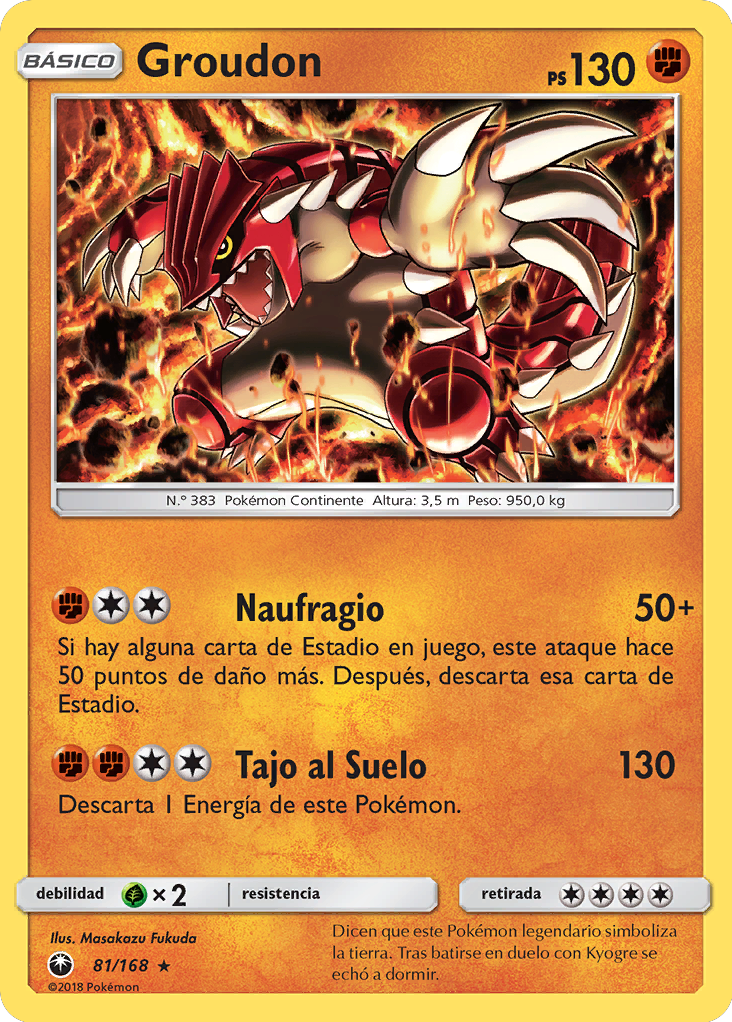 BÁSICO Groudon PS 130
N.º 383 Pokémon Continente Altura: 3,5 m Peso: 950,0 kg
Naufragio 50+
Si hay alguna carta de Estadio en juego, este ataque hace
50 puntos de daño más. Después, descarta esa carta de
Estadio.
Tajo al Suelo 130
Descarta 1 Energía de este Pokémon.
debilidad ×2 resistencia retirada
Ilus. Masakazu Fukuda
81/168 ★
©2018 Pokémon
Dicen que este Pokémon legendario simboliza
la tierra. Tras batirse en duelo con Kyogre se
echó a dormir.